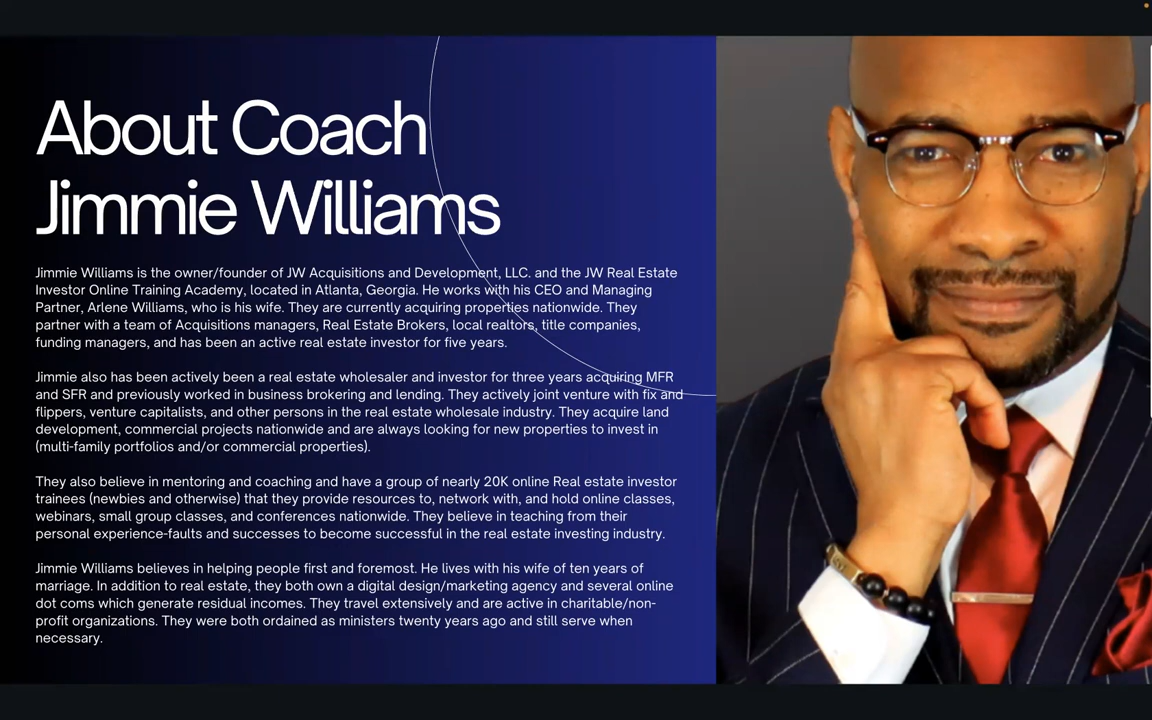 About Coach
Jimmie Williams
Jimmie Williams is the owner/founder of JW Acquisitions and Development, LLC. and the JW Real Estate
Investor Online Training Academy, located in Atlanta, Georgia. He works with his CEO and Managing
Partner, Arlene Williams, who is his wife. They are currently acquiring properties nationwide. They
partner with a team of Acquisitions managers, Real Estate Brokers, local realtors, title companies,
funding managers, and has been an active real estate investor for five years.
Jimmie also has been actively been a real estate wholesaler and investor for three years acquiring MFR
and SFR and previously worked in business brokering and lending. They actively joint venture with fix and
flippers, venture capitalists, and other persons in the real estate wholesale industry. They acquire land
development, commercial projects nationwide and are always looking for new properties to invest in
(multi-family portfolios and/or commercial properties).
They also believe in mentoring and coaching and have a group of nearly 20K online Real estate investor
trainees (newbies and otherwise) that they provide resources to, network with, and hold online classes,
webinars, small group classes, and conferences nationwide. They believe in teaching from their
personal experience-faults and successes to become successful in the real estate investing industry.
Jimmie Williams believes in helping people first and foremost. He lives with his wife of ten years of
marriage. In addition to real estate, they both own a digital design/marketing agency and several online
dot coms which generate residual incomes. They travel extensively and are active in charitable/non-
profit organizations. They were both ordained as ministers twenty years ago and still serve when
necessary.